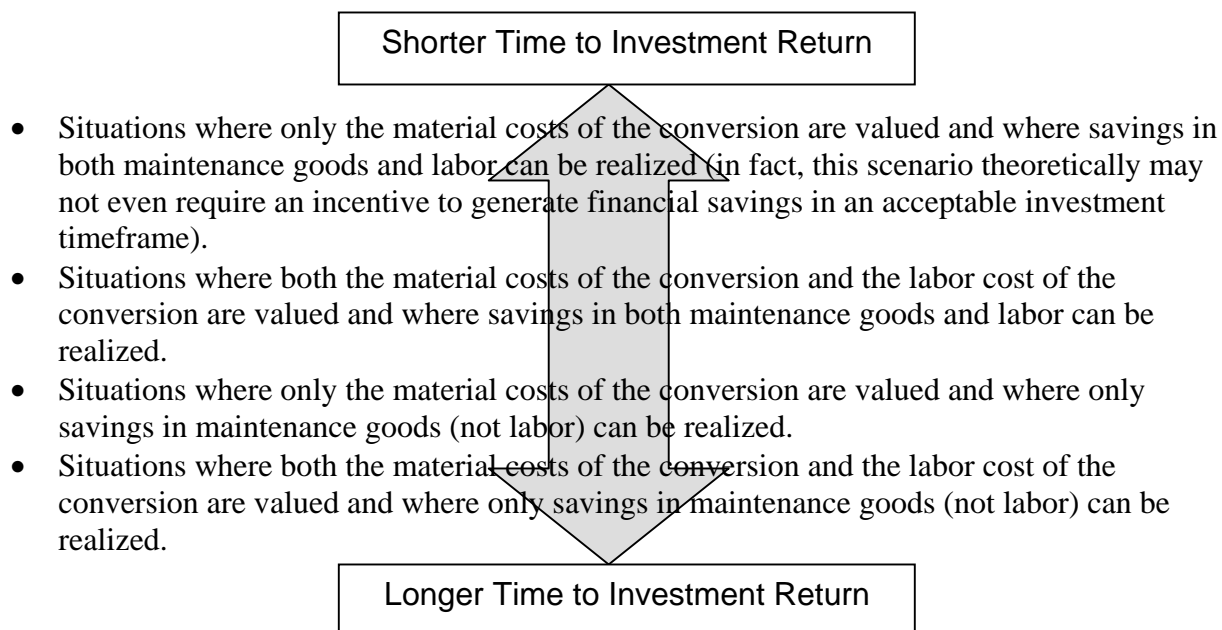 Shorter Time to Investment Return
• Situations where only the material costs of the conversion are valued and where savings in
both maintenance goods and labor can be realized (in fact, this scenario theoretically may
not even require an incentive to generate financial savings in an acceptable investment
timeframe).
• Situations where both the material costs of the conversion and the labor cost of the
conversion are valued and where savings in both maintenance goods and labor can be
realized.
• Situations where only the material costs of the conversion are valued and where only
savings in maintenance goods (not labor) can be realized.
• Situations where both the material costs of the conversion and the labor cost of the
conversion are valued and where only savings in maintenance goods (not labor) can be
realized.
Longer Time to Investment Return